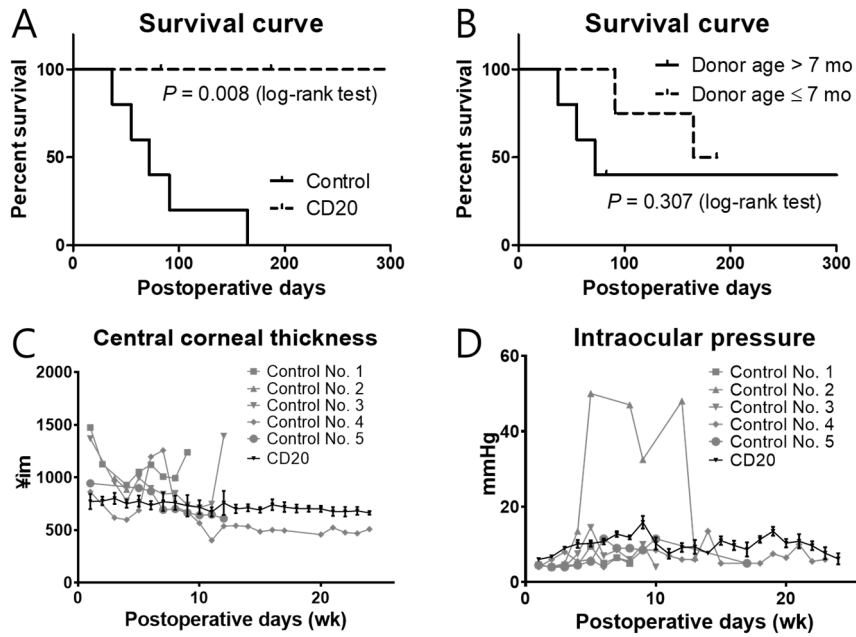 A
Survival curve
Percent survival
100
50
0
P = 0.008 (log-rank test)
Control
CD20
0
100
200
300
Postoperative days
B
Survival curve
Percent survival
100
50
0
Donor age > 7 mo
Donor age ≤ 7 mo
P = 0.307 (log-rank test)
0
100
200
300
Postoperative days
C
Central corneal thickness
¥ìm
2000
1500
1000
500
¥0
Control No. 1
Control No. 2
Control No. 3
Control No. 4
Control No. 5
CD20
0
10
20
Postoperative days (wk)
D
Intraocular pressure
mmHg
60
40
20
0
Control No. 1
Control No. 2
Control No. 3
Control No. 4
Control No. 5
CD20
0
10
20
Postoperative days (wk)